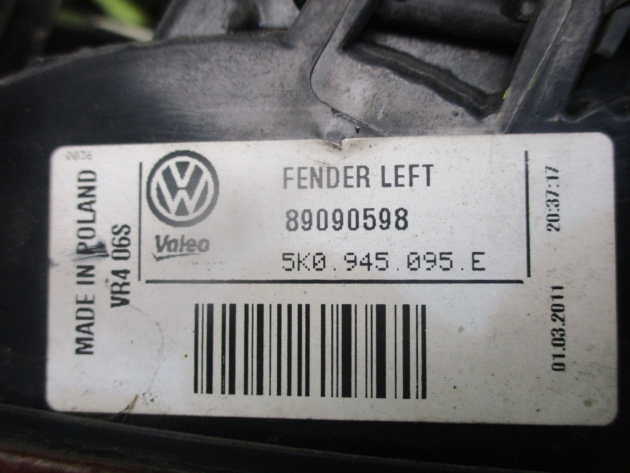 0036
MADE IN POLAND
VR4 06S
VW
Valeo
FENDER LEFT
89090598
5K0.945.095.E
20:37:17
01.03.2011